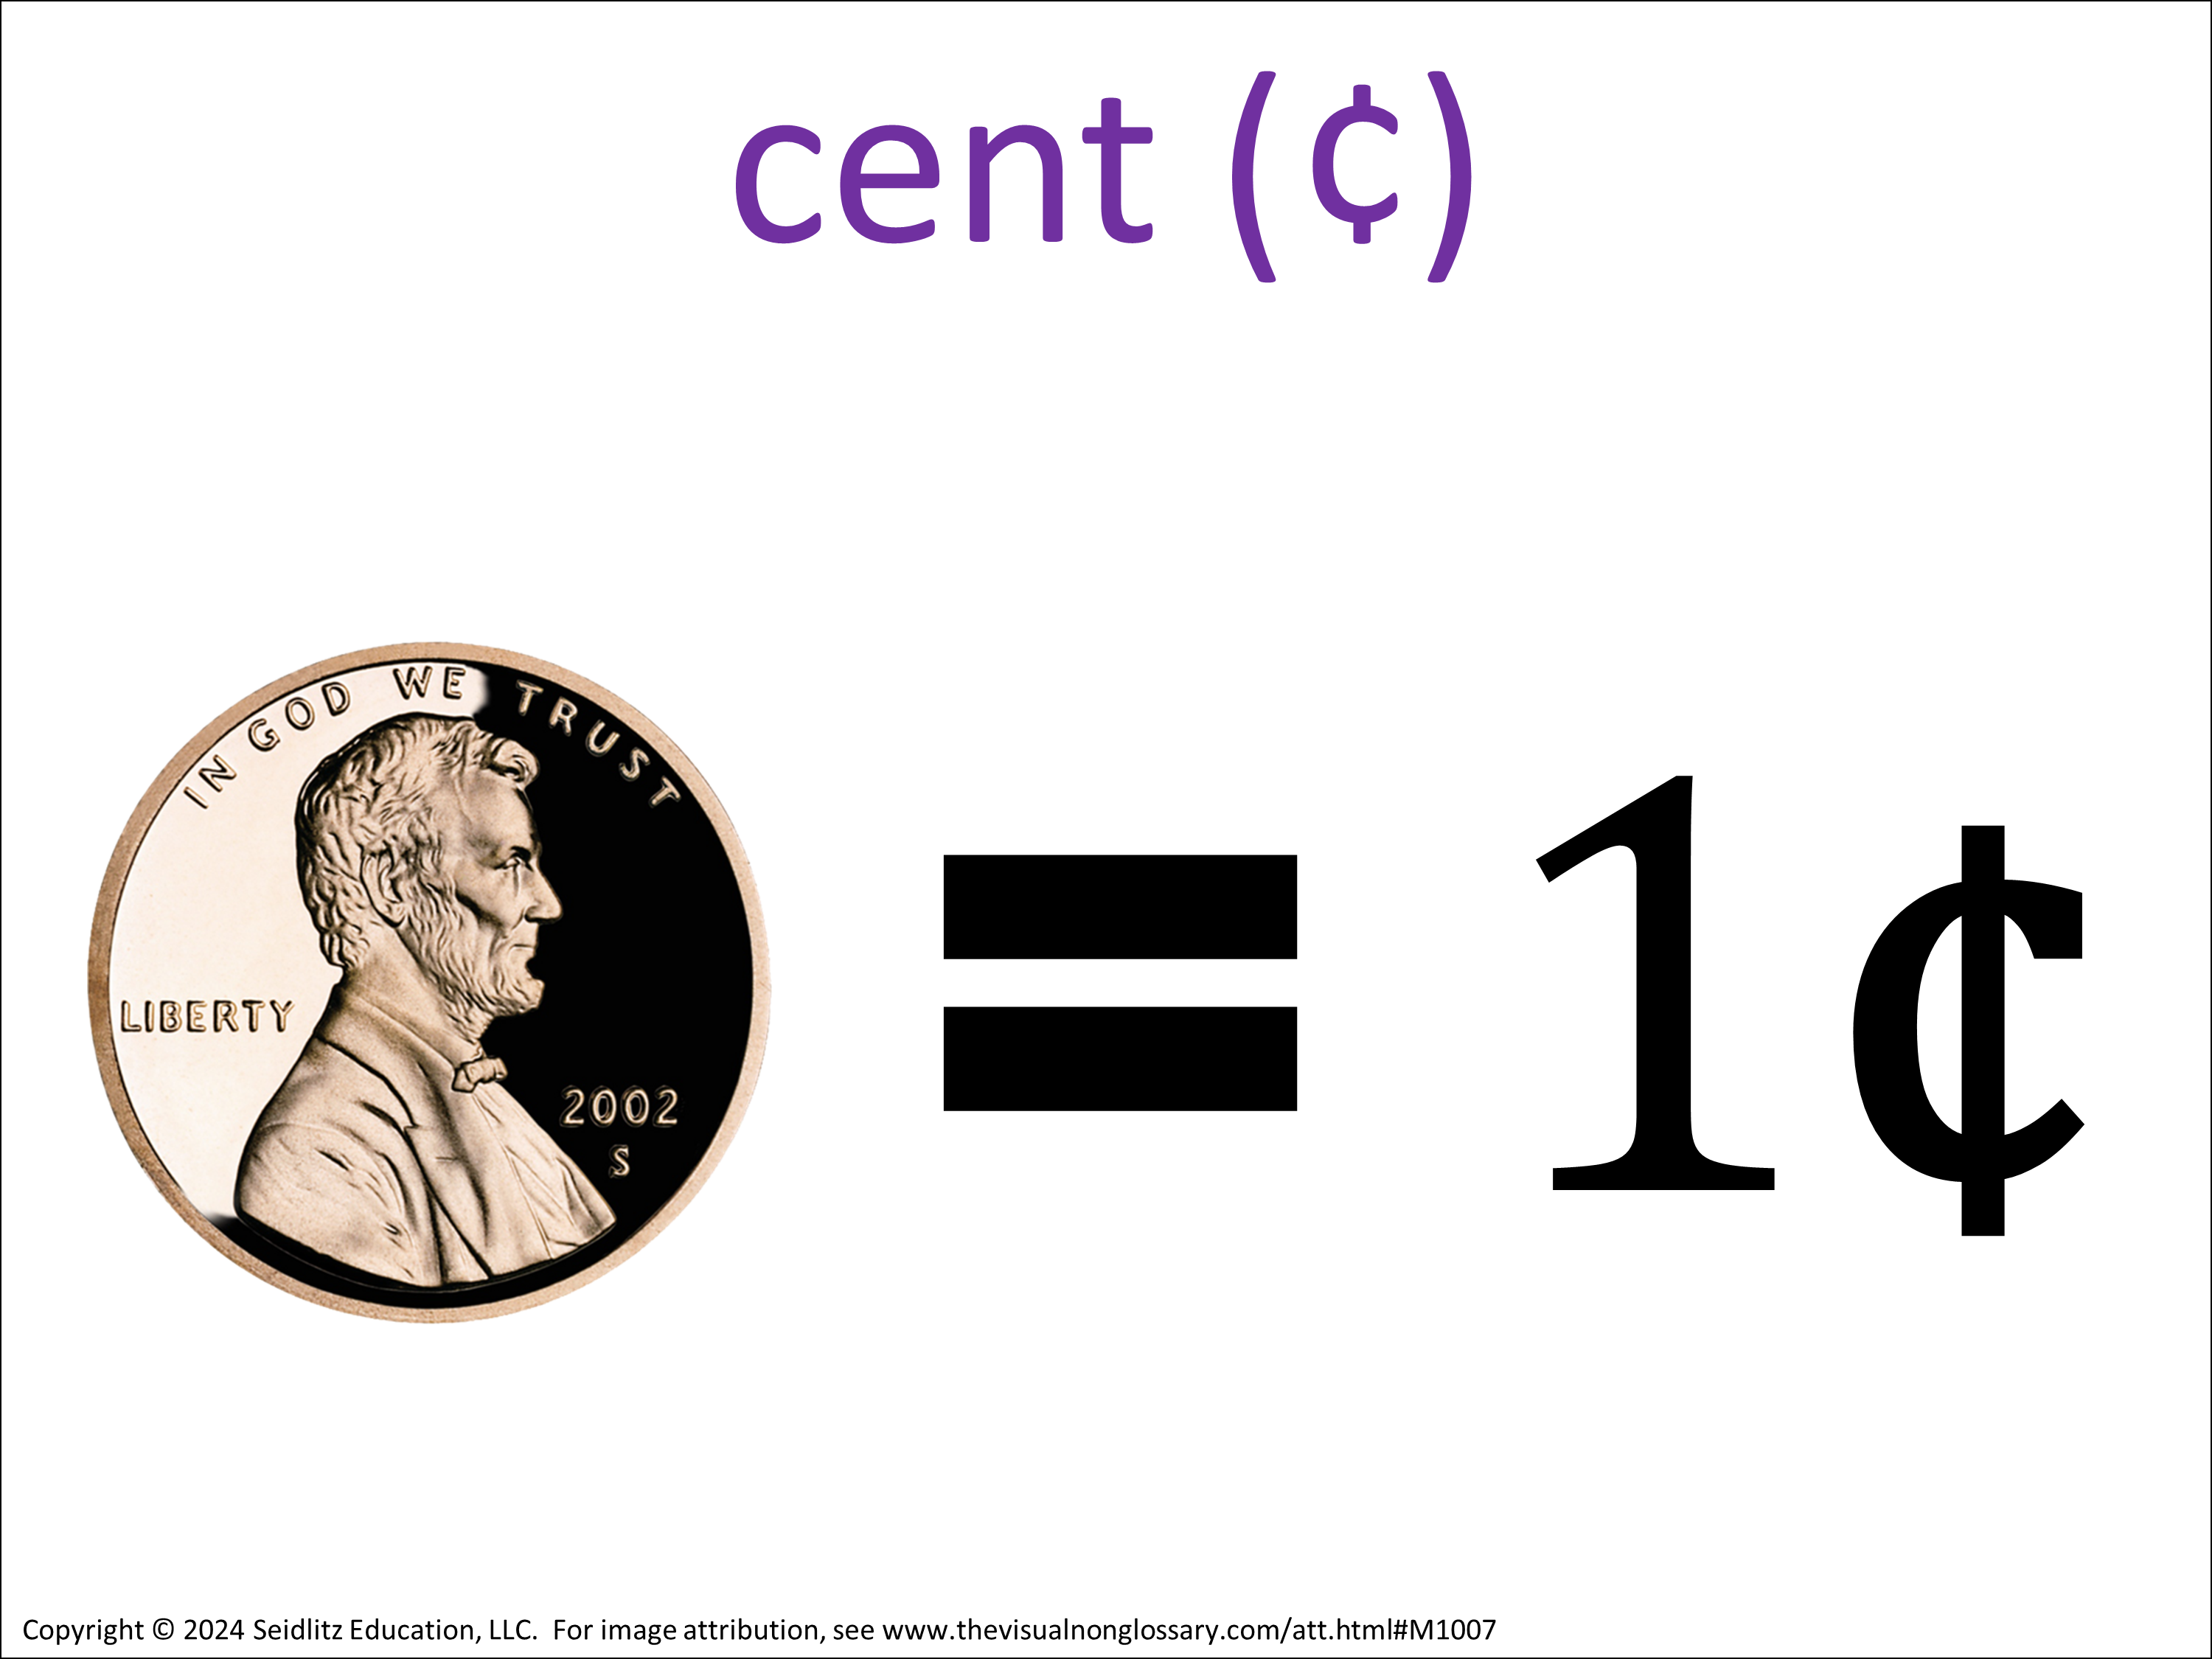 cent (¢)
IN GOD WE TRUST
LIBERTY
2002
S
= 1¢
Copyright © 2024 Seidlitz Education, LLC.  For image attribution, see www.thevisualnonglossary.com/att.html#M1007